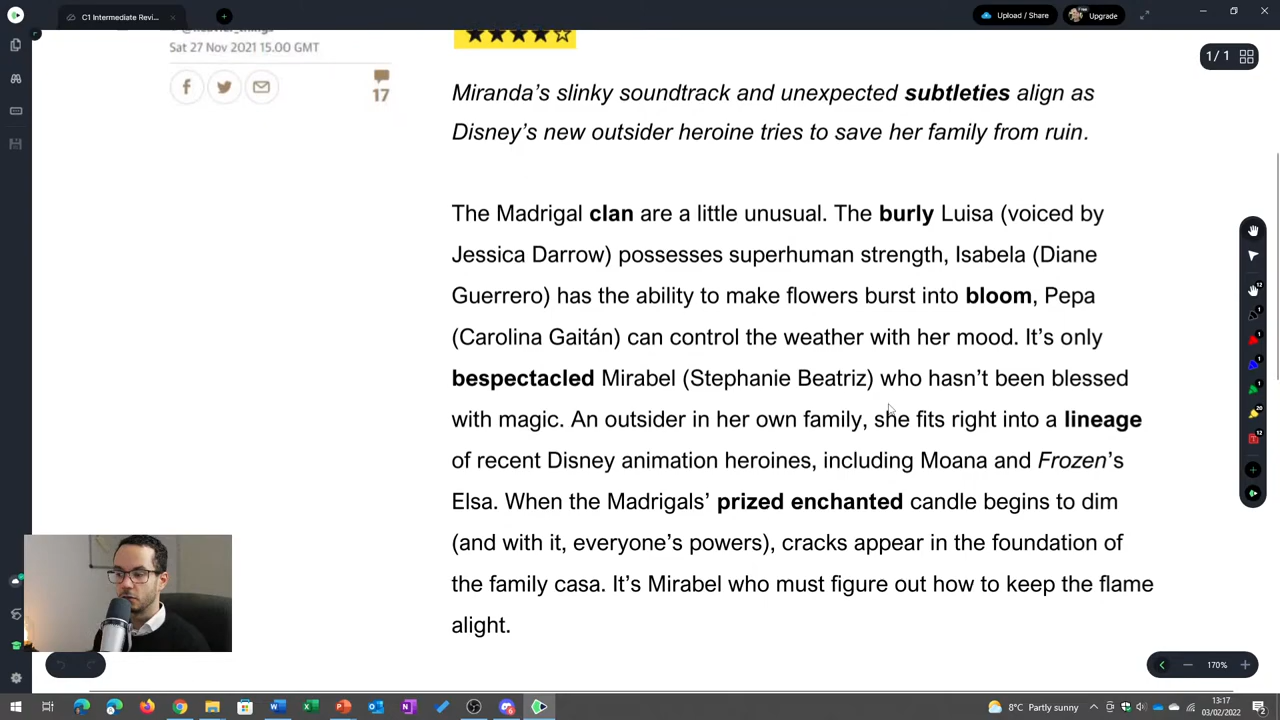 C1 Intermediate Revi...
Upload / Share
Free
Upgrade
Sat 27 Nov 2021 15.00 GMT
1 / 1
17
Miranda's slinky soundtrack and unexpected subtleties align as
Disney's new outsider heroine tries to save her family from ruin.
The Madrigal clan are a little unusual. The burly Luisa (voiced by
Jessica Darrow) possesses superhuman strength, Isabela (Diane
Guerrero) has the ability to make flowers burst into bloom, Pepa
(Carolina Gaitán) can control the weather with her mood. It's only
bespectacled Mirabel (Stephanie Beatriz) who hasn't been blessed
with magic. An outsider in her own family, she fits right into a lineage
of recent Disney animation heroines, including Moana and Frozen's
Elsa. When the Madrigals' prized enchanted candle begins to dim
(and with it, everyone's powers), cracks appear in the foundation of
the family casa. It's Mirabel who must figure out how to keep the flame
alight.
170%
8°C Partly sunny
13:17
03/02/2022